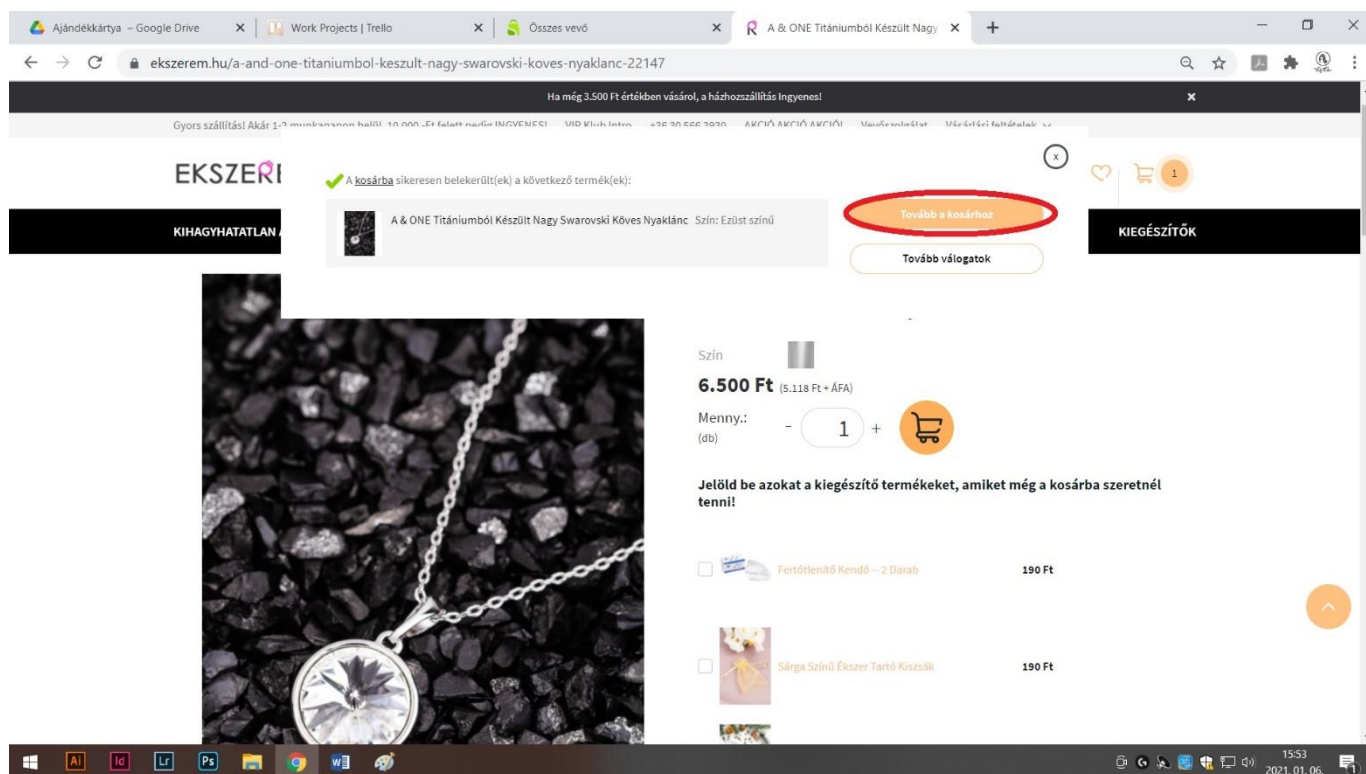 Ajándékkártya – Google Drive
Work Projects | Trello
Összes vevő
A & ONE Titániumból Készült Nagy
ekszerem.hu/a-and-one-titaniumbol-keszult-nagy-swarovski-koves-nyaklanc-22147
Ha még 3.500 Ft értékben vásárol, a házhozszállítás Ingyenes!
Gyors szállítás! Akár 1-2 munkanapon belül, 10.000.-Ft felett pedig INGYENES! VIP Klub Intro +36 30 566 3930 AKCIÓ AKCIÓ AKCIÓ! Vevőszolgálat Vásárlási feltételek
EKSZERE
1
A kosárba sikeresen belekerült(ek) a következő termék(ek):
x
A & ONE Titániumból Készült Nagy Swarovski Köves Nyaklánc Szín: Ezüst színű
Tovább a kosárhoz
Tovább válogatok
KIHAGYHATATLAN
KIEGÉSZÍTŐK
Szín
6.500 Ft (5.118 Ft + ÁFA)
Menny.:
(db)
- 1 +
Jelöld be azokat a kiegészítő termékeket, amiket még a kosárba szeretnél
tenni!
Fertőtlenítő Kendő – 2 Darab 190 Ft
Sárga Színű Ékszer Tartó Kiszsák 190 Ft
Ai Id Lr Ps
15:53
2021. 01. 06.